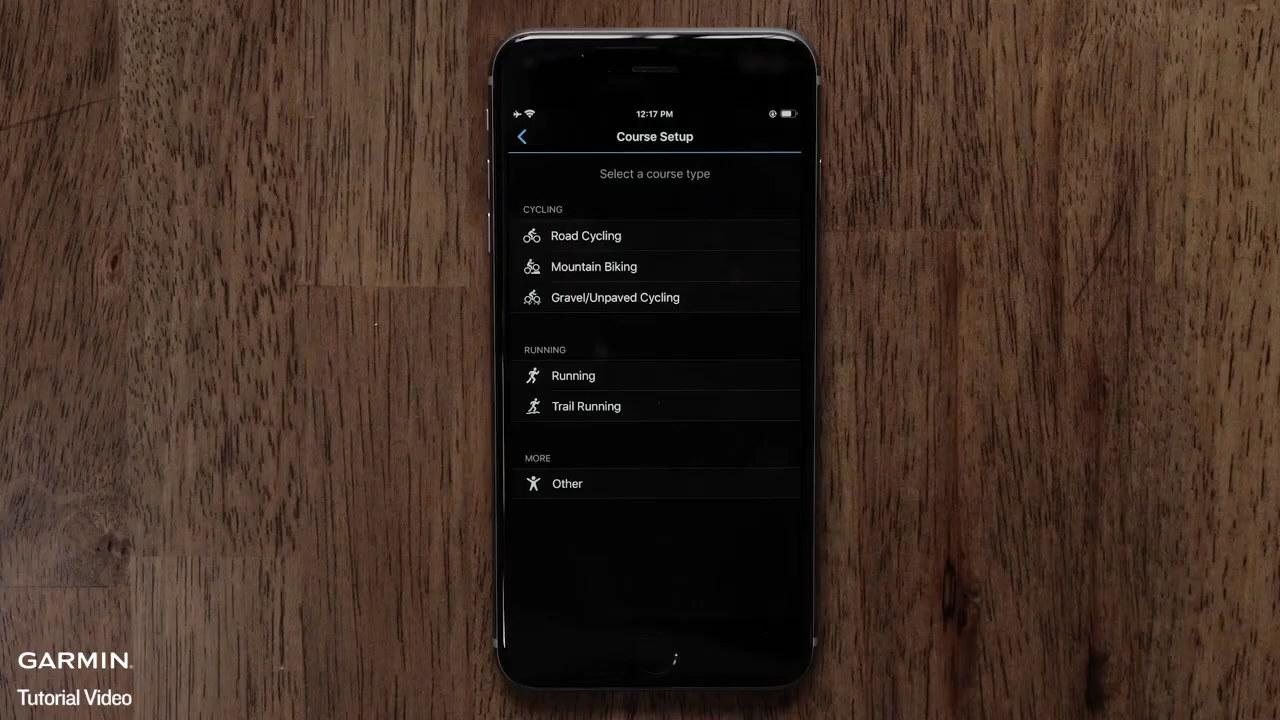 12:17 PM
Course Setup
Select a course type
CYCLING
Road Cycling
Mountain Biking
Gravel/Unpaved Cycling
RUNNING
Running
Trail Running
MORE
Other
GARMIN.
Tutorial Video